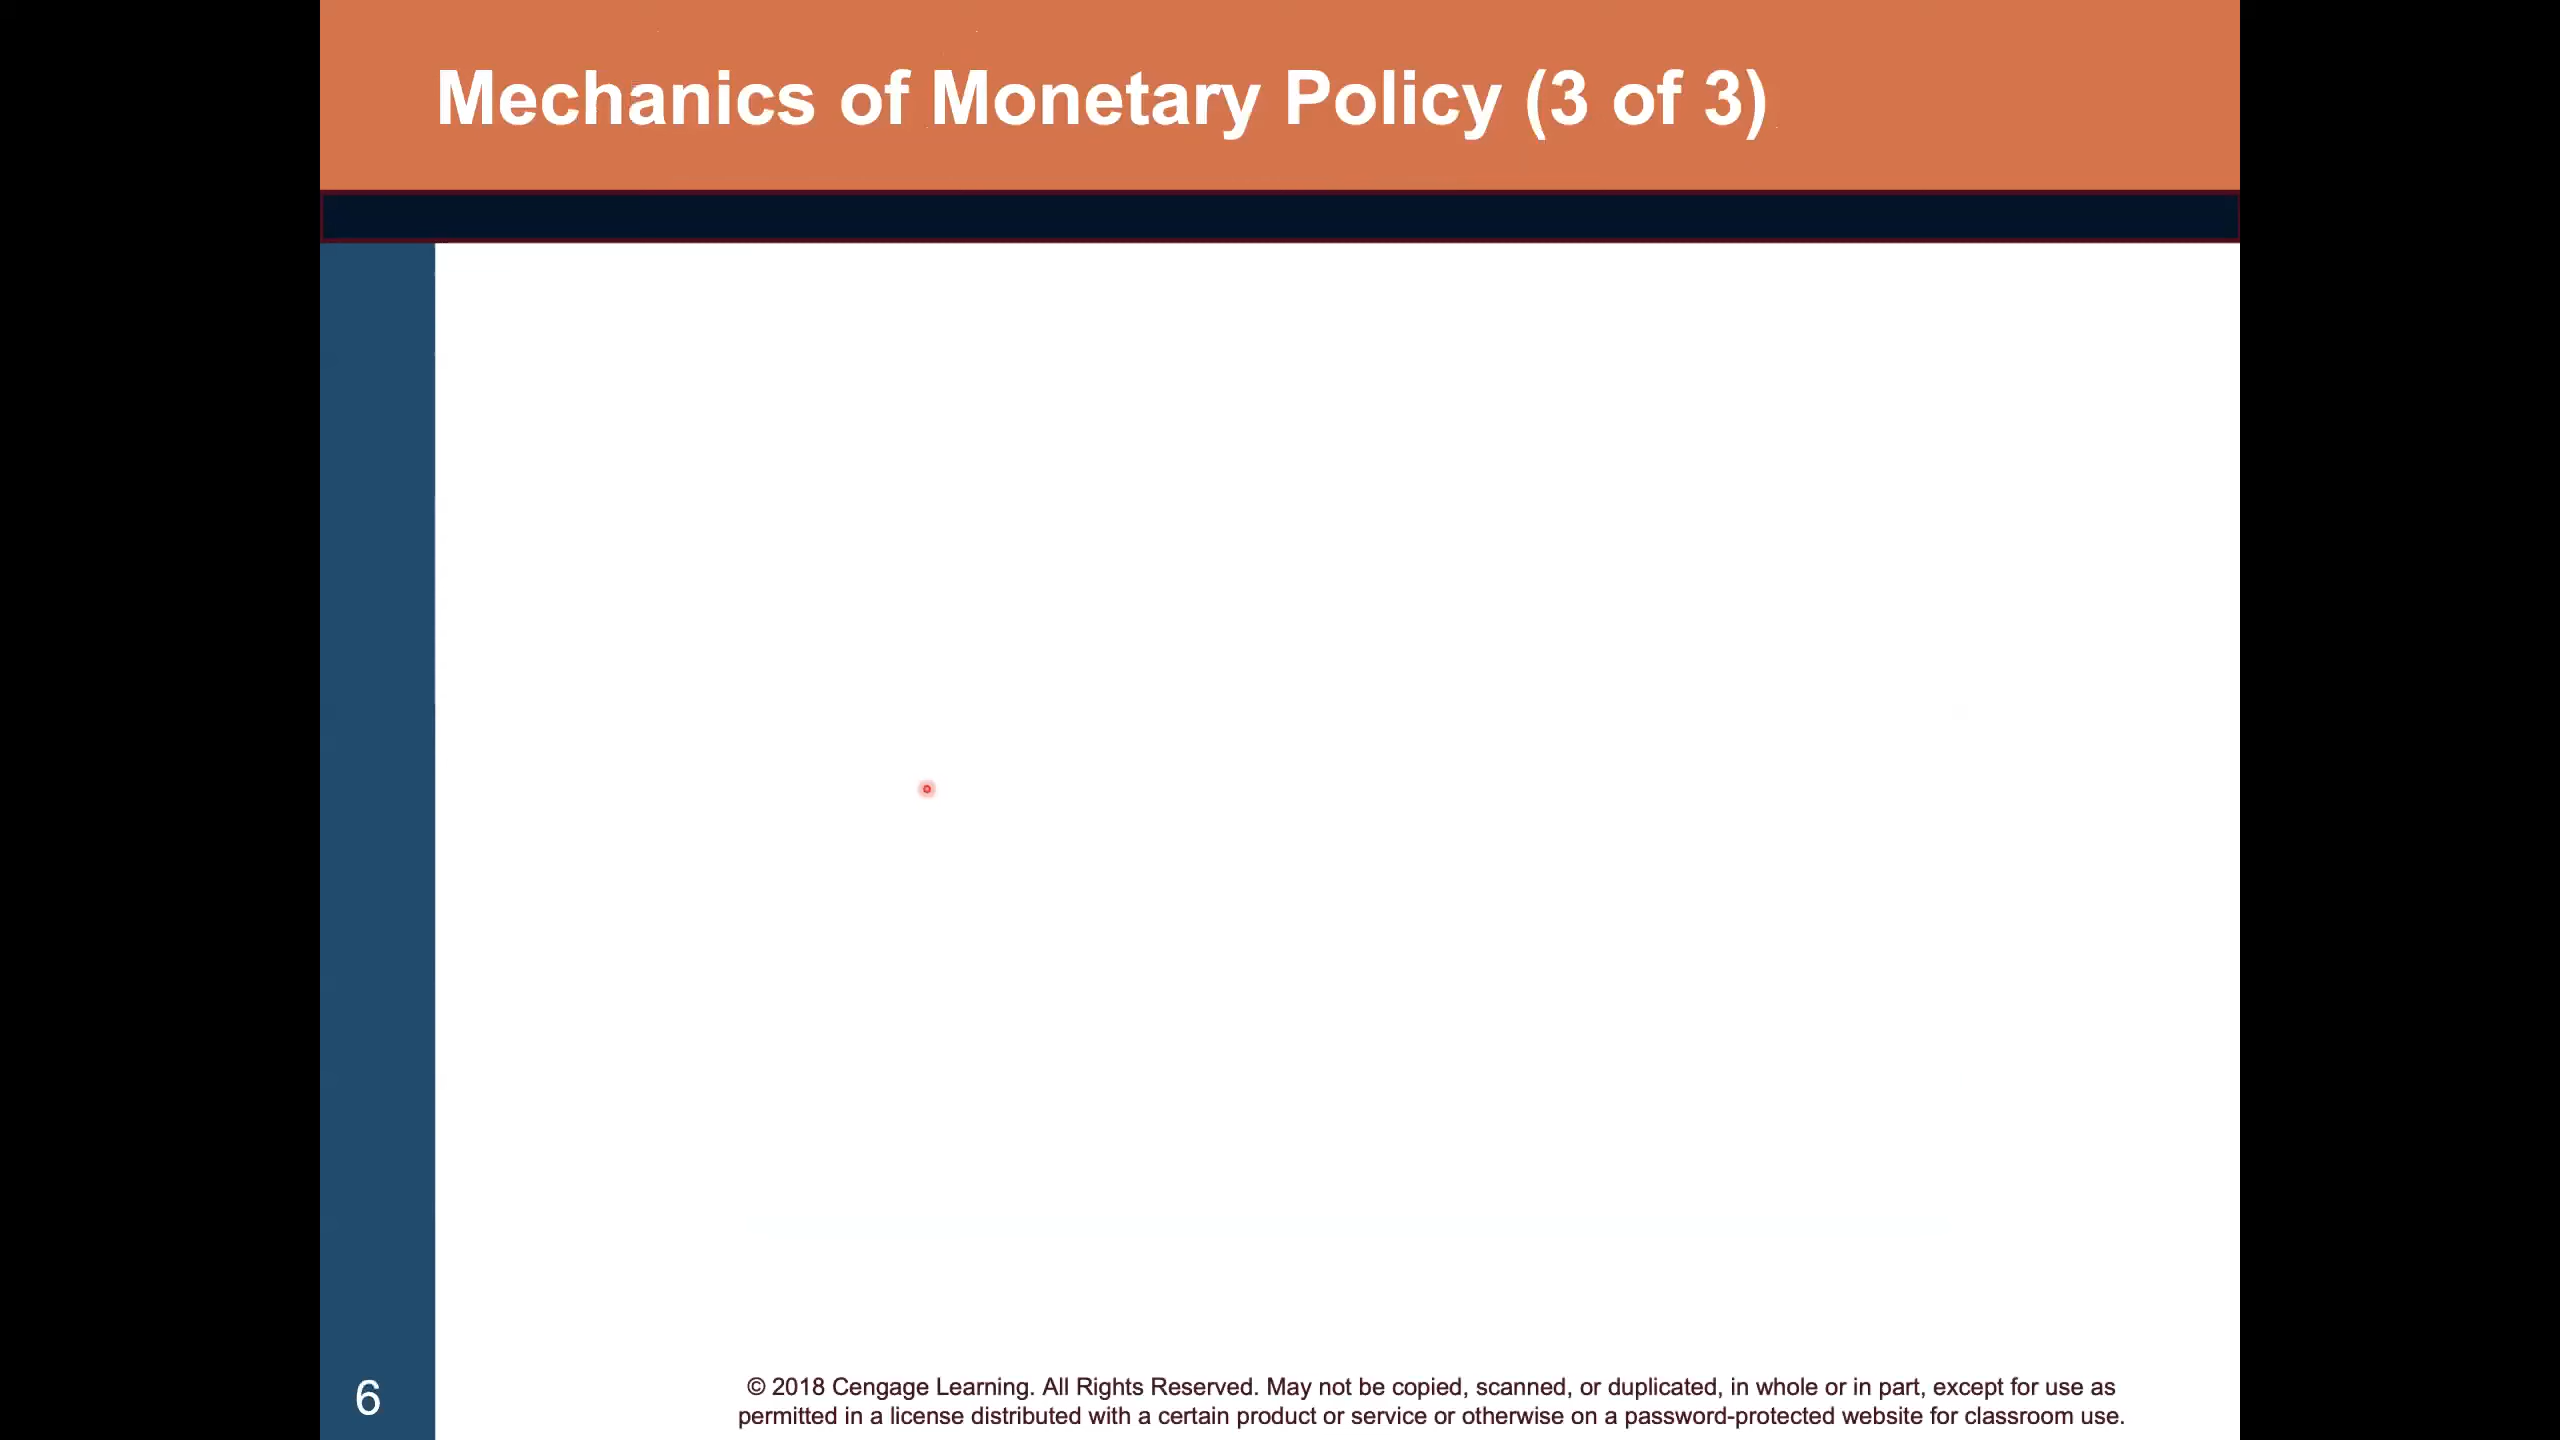 Mechanics of Monetary Policy (3 of 3)
6
© 2018 Cengage Learning. All Rights Reserved. May not be copied, scanned, or duplicated, in whole or in part, except for use as
permitted in a license distributed with a certain product or service or otherwise on a password-protected website for classroom use.